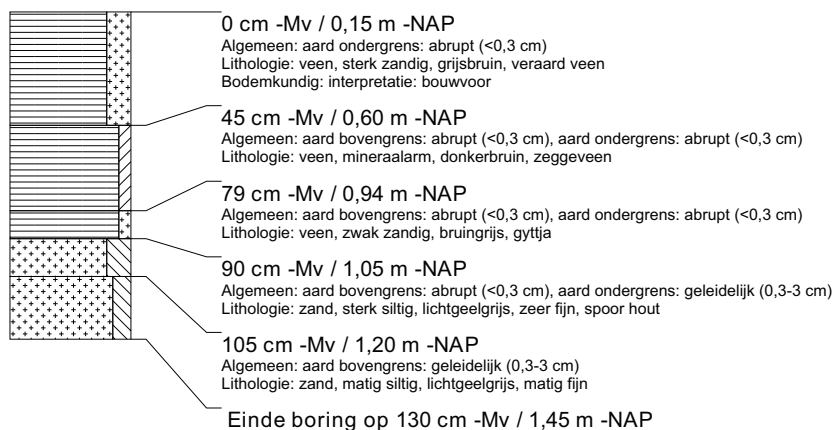 0 cm -Mv / 0,15 m -NAP
Algemeen: aard ondergrens: abrupt (<0,3 cm)
Lithologie: veen, sterk zandig, grijsbruin, veraard veen
Bodemkundig: interpretatie: bouwvoor
45 cm -Mv / 0,60 m -NAP
Algemeen: aard bovengrens: abrupt (<0,3 cm), aard ondergrens: abrupt (<0,3 cm)
Lithologie: veen, mineraalarm, donkerbruin, zeggeveen
79 cm -Mv / 0,94 m -NAP
Algemeen: aard bovengrens: abrupt (<0,3 cm), aard ondergrens: abrupt (<0,3 cm)
Lithologie: veen, zwak zandig, bruingrijs, gyttja
90 cm -Mv / 1,05 m -NAP
Algemeen: aard bovengrens: abrupt (<0,3 cm), aard ondergrens: geleidelijk (0,3-3 cm)
Lithologie: zand, sterk siltig, lichtgeelgrijs, zeer fijn, spoor hout
105 cm -Mv / 1,20 m -NAP
Algemeen: aard bovengrens: geleidelijk (0,3-3 cm)
Lithologie: zand, matig siltig, lichtgeelgrijs, matig fijn
Einde boring op 130 cm -Mv / 1,45 m -NAP